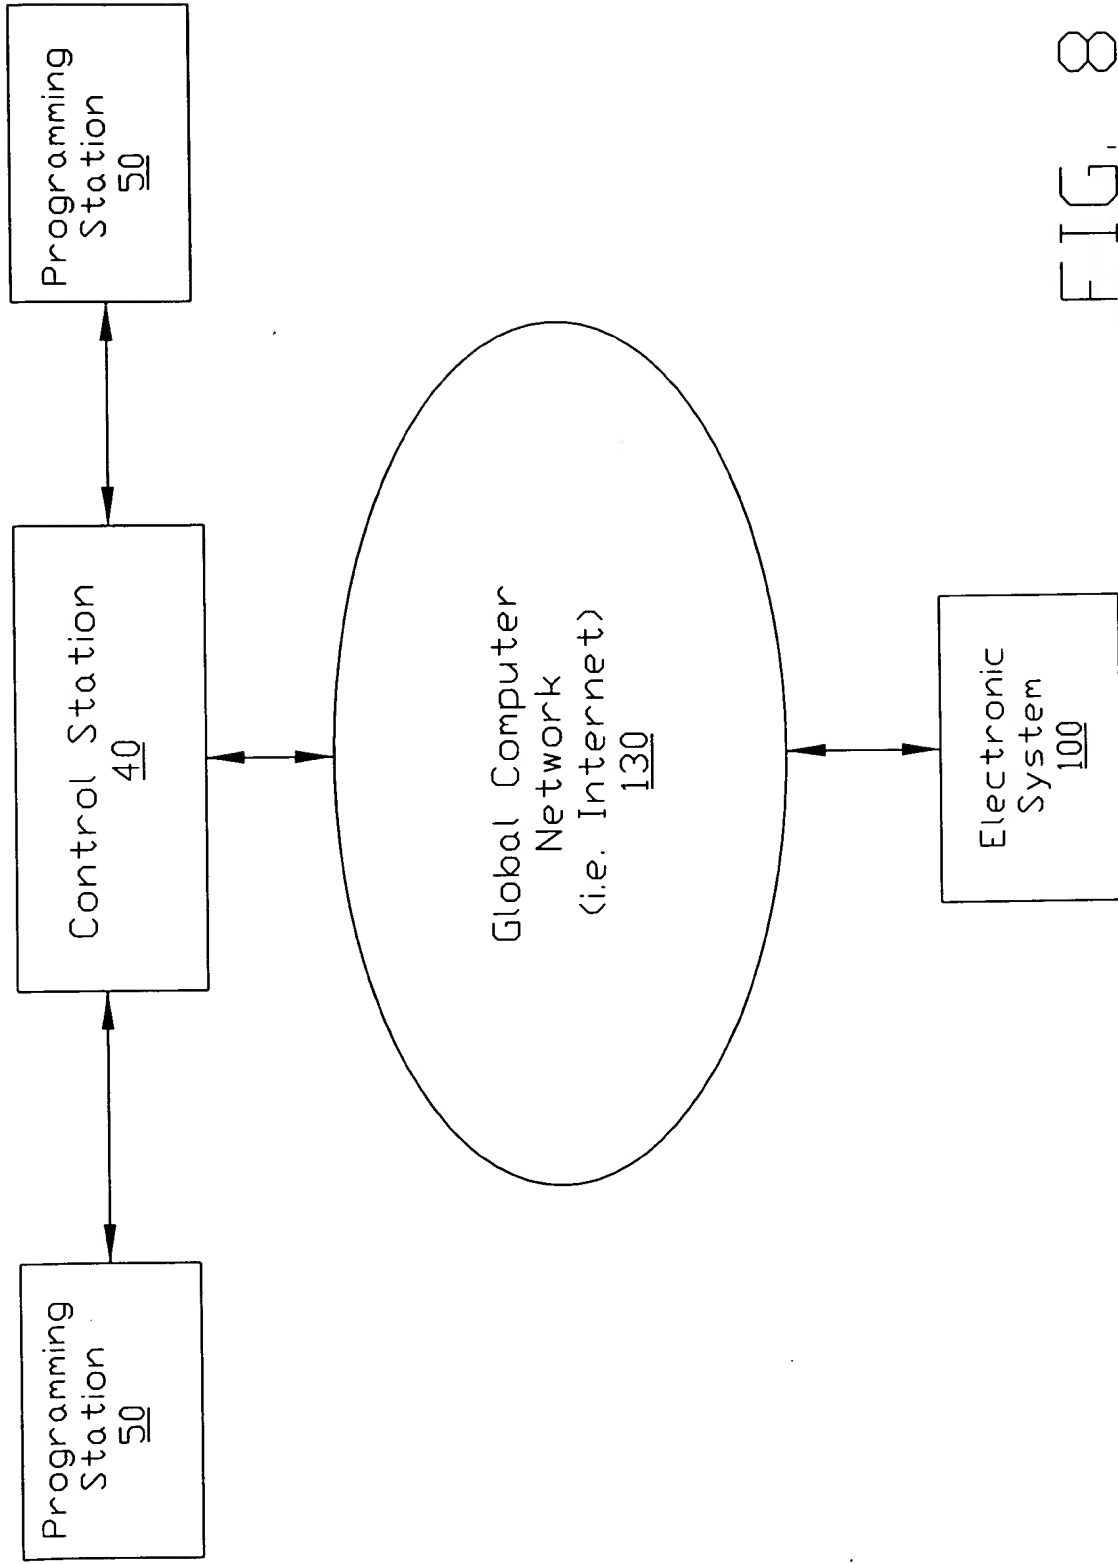 Programming
Station
50
Control Station
40
Programming
Station
50
Global Computer
Network
(i.e. Internet)
130
Electronic
System
100
FIG. 8